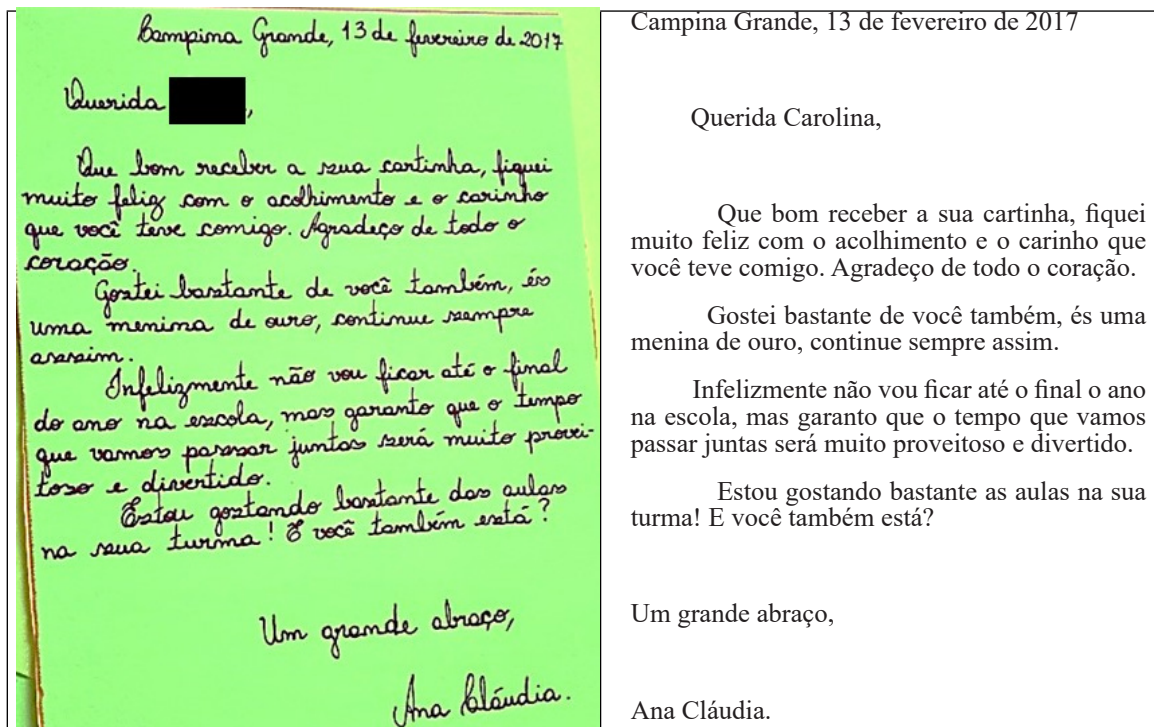 Campina Grande, 13 de fevereiro de 2017
Querida ,
Que bom receber a sua cartinha, fiquei
muito feliz com o acolhimento e o carinho
que você teve comigo. Agradeço de todo o
coração.
Gostei bastante de você também, és
uma menina de ouro, continue sempre
assim.
Infelizmente não vou ficar até o final
do ano na escola, mas garanto que o tempo
que vamos passar juntas será muito provei-
toso e divertido.
Estou gostando bastante das aulas
na sua turma! E você também está?
Um grande abraço,
Ana Cláudia.
Campina Grande, 13 de fevereiro de 2017
Querida Carolina,
Que bom receber a sua cartinha, fiquei
muito feliz com o acolhimento e o carinho que
você teve comigo. Agradeço de todo o coração.
Gostei bastante de você também, és uma
menina de ouro, continue sempre assim.
Infelizmente não vou ficar até o final o ano
na escola, mas garanto que o tempo que vamos
passar juntas será muito proveitoso e divertido.
Estou gostando bastante as aulas na sua
turma! E você também está?
Um grande abraço,
Ana Cláudia.